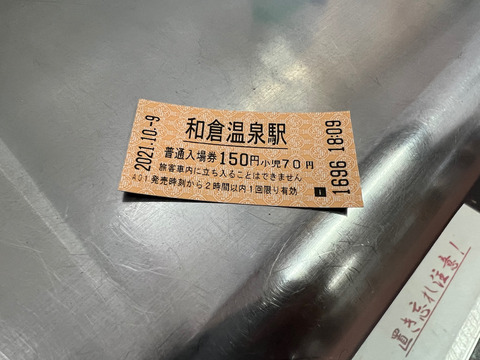 和倉温泉駅
普通入場券150円小児70円
旅客車内に立ち入ることはできません
A01発売時刻から2時間以内1回限り有効
2021.10.-9
1696 18:09
置き忘れ注意!